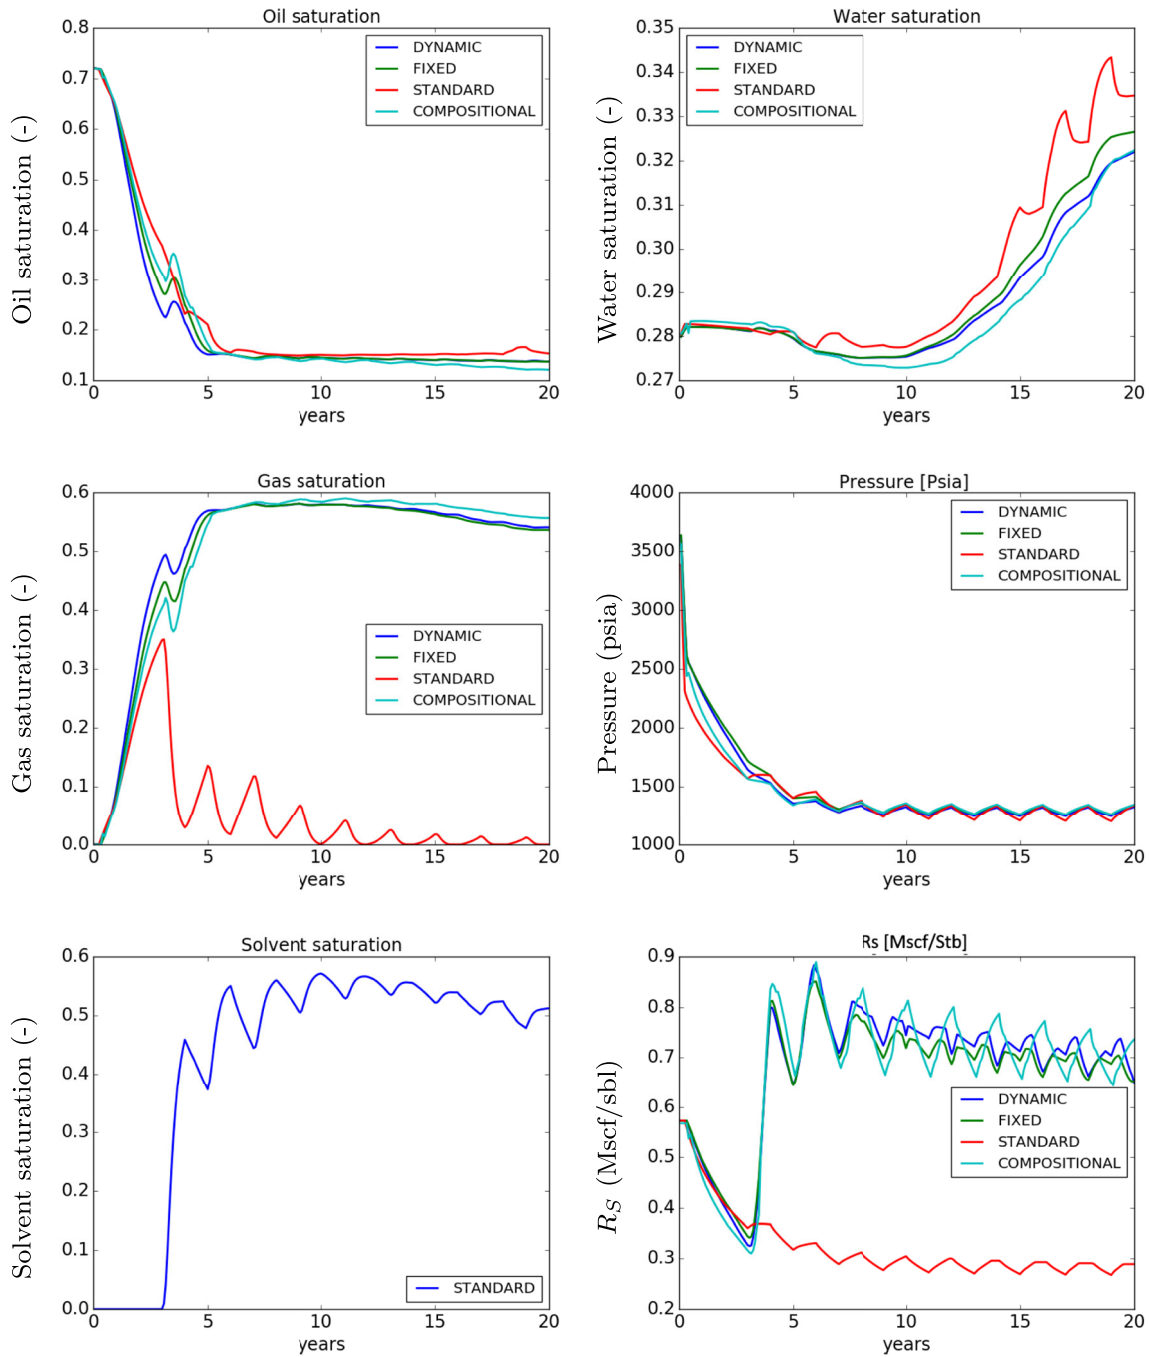 Oil saturation
Oil saturation (-)
0.8
0.7
0.6
0.5
0.4
0.3
0.2
0.1
0
5
10
15
20
years
DYNAMIC
FIXED
STANDARD
COMPOSITIONAL
Water saturation
Water saturation (-)
0.35
0.34
0.33
0.32
0.31
0.30
0.29
0.28
0.27
0
5
10
15
20
years
DYNAMIC
FIXED
STANDARD
COMPOSITIONAL
Gas saturation
Gas saturation (-)
0.6
0.5
0.4
0.3
0.2
0.1
0.0
0
5
10
15
20
years
DYNAMIC
FIXED
STANDARD
COMPOSITIONAL
Pressure [Psia]
Pressure (psia)
4000
3500
3000
2500
2000
1500
1000
0
5
10
15
20
years
DYNAMIC
FIXED
STANDARD
COMPOSITIONAL
Solvent saturation
Solvent saturation (-)
0.6
0.5
0.4
0.3
0.2
0.1
0.0
0
5
10
15
20
years
STANDARD
Rs [Mscf/Stb]
R_S (Mscf/sbl)
0.9
0.8
0.7
0.6
0.5
0.4
0.3
0.2
0
5
10
15
20
years
DYNAMIC
FIXED
STANDARD
COMPOSITIONAL